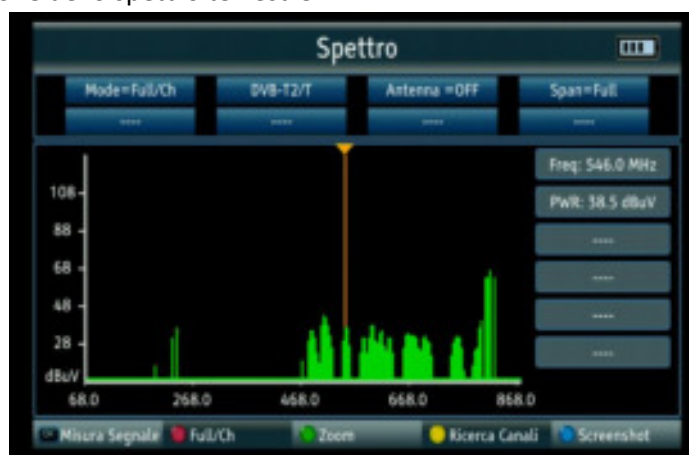 Spettro
Mode=Full/Ch DVB-T2/T Antenna =OFF Span=Full
---- ---- ---- ----
Freq: 546.0 MHz
PWR: 38.5 dBuV
----
----
----
----
108
88
68
48
28
dBuV
68.0 268.0 468.0 668.0 868.0
Misura Segnale Full/Ch Zoom Ricerca Canali Screenshot